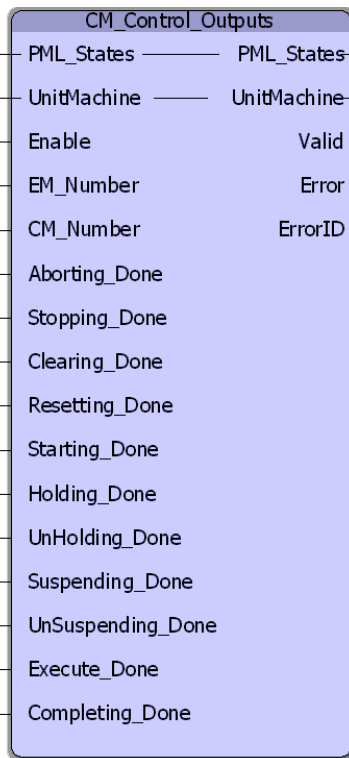 CM_Control_Outputs
PML_States PML_States
UnitMachine UnitMachine
Enable Valid
EM_Number Error
CM_Number ErrorID
Aborting_Done
Stopping_Done
Clearing_Done
Resetting_Done
Starting_Done
Holding_Done
UnHolding_Done
Suspending_Done
UnSuspending_Done
Execute_Done
Completing_Done